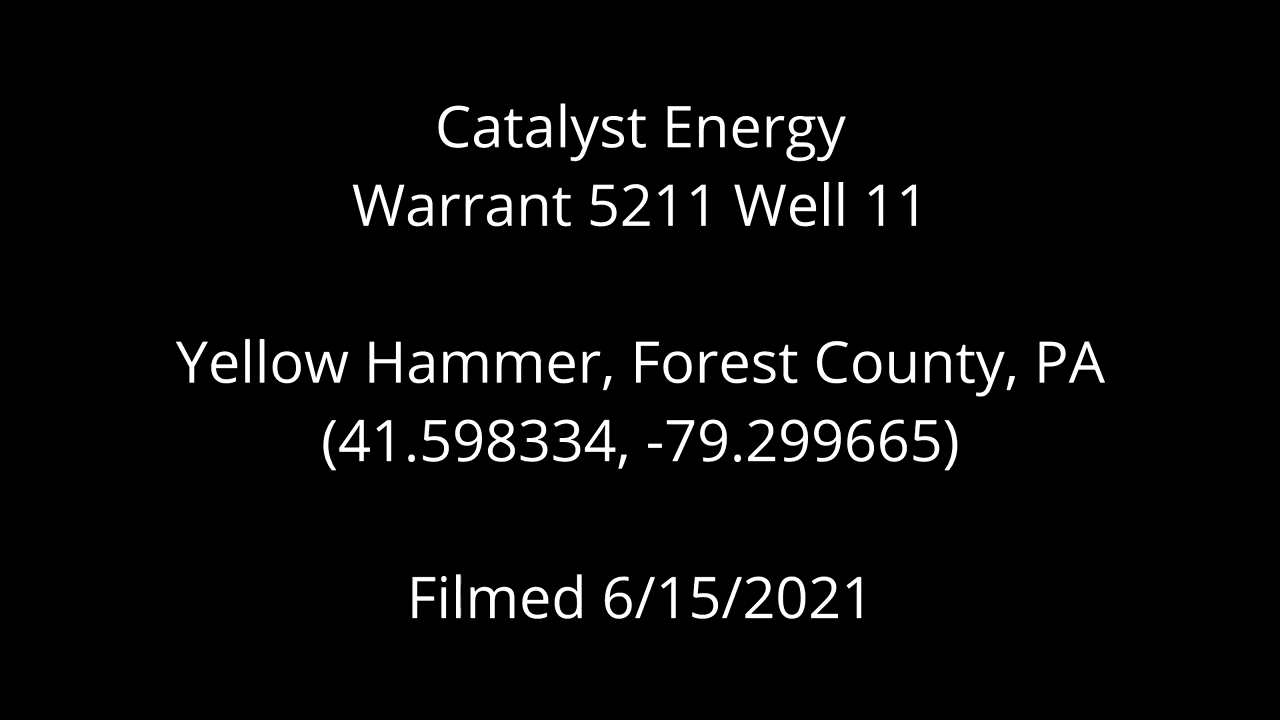 Catalyst Energy
Warrant 5211 Well 11
Yellow Hammer, Forest County, PA
(41.598334, -79.299665)
Filmed 6/15/2021